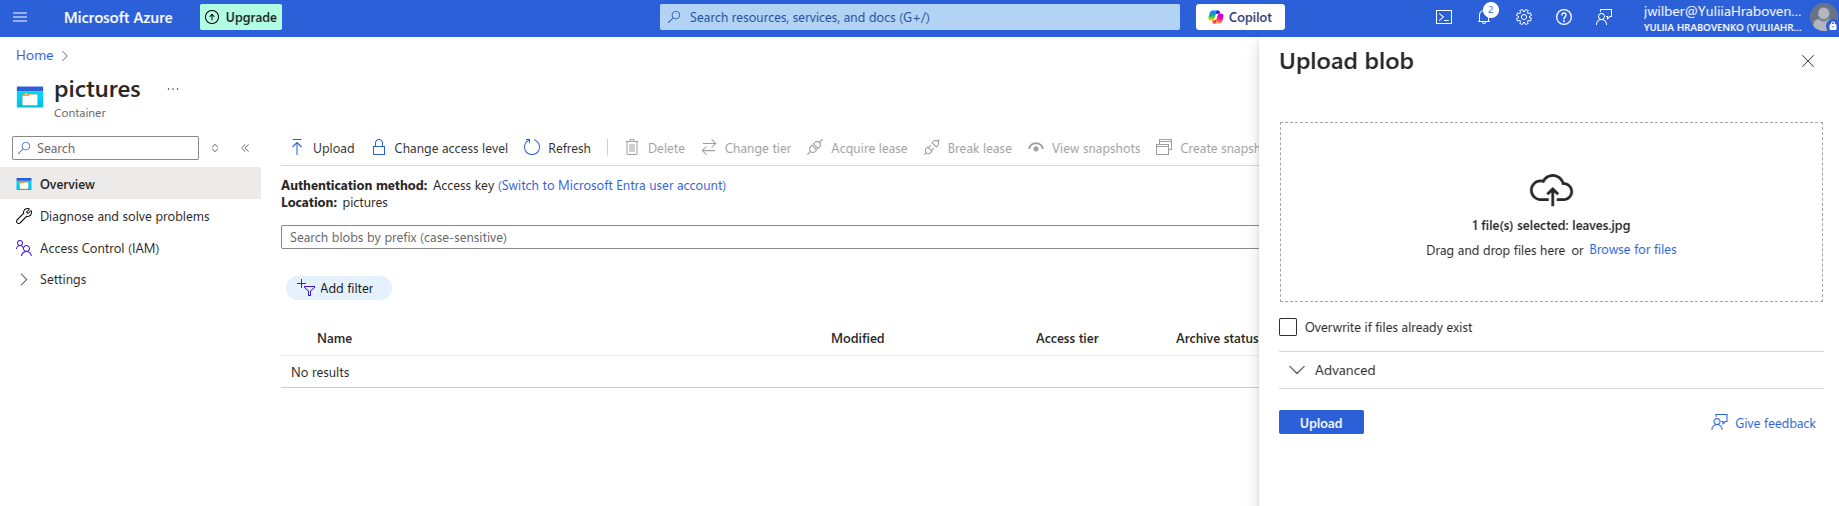 Microsoft Azure
Upgrade
Search resources, services, and docs (G+/)
Copilot
2
jwilber@YuliiaHraboven...
YULIIA HRABOVENKO (YULIIAHR...
Home
pictures
...
Container
Search
Overview
Diagnose and solve problems
Access Control (IAM)
Settings
Upload
Change access level
Refresh
Delete
Change tier
Acquire lease
Break lease
View snapshots
Create snapsh
Authentication method: Access key (Switch to Microsoft Entra user account)
Location: pictures
Search blobs by prefix (case-sensitive)
Add filter
Name Modified Access tier Archive status
No results
Upload blob
1 file(s) selected: leaves.jpg
Drag and drop files here or Browse for files
Overwrite if files already exist
Advanced
Upload
Give feedback